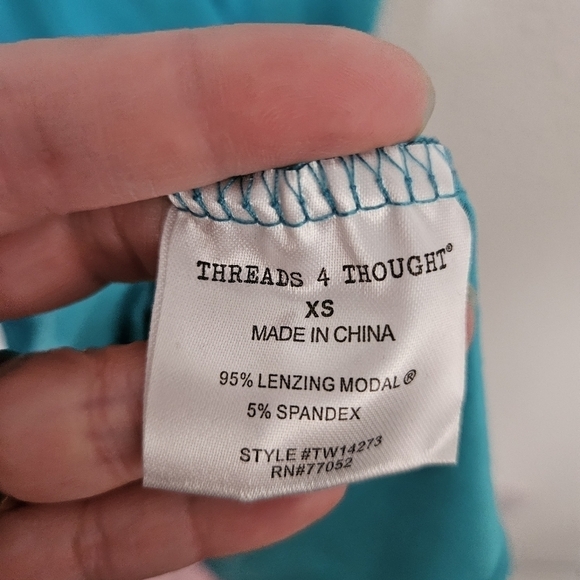 THREADS 4 THOUGHT®
XS
MADE IN CHINA
95% LENZING MODAL®
5% SPANDEX
STYLE #TW14273
RN#77052